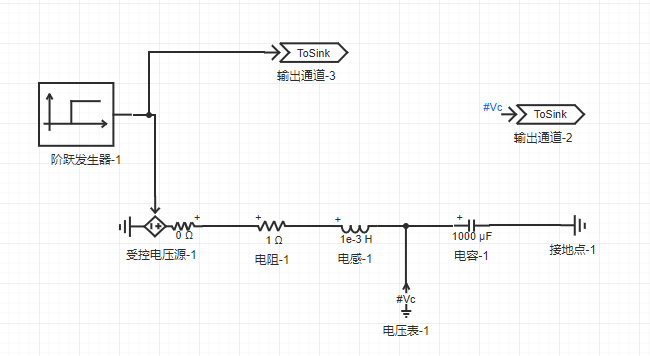 ToSink
输出通道-3
阶跃发生器-1
#Vc
ToSink
输出通道-2
+
0 Ω
受控电压源-1
+
1 Ω
电阻-1
+
1e-3 H
电感-1
+
1000 μF
电容-1
接地点-1
#Vc
电压表-1